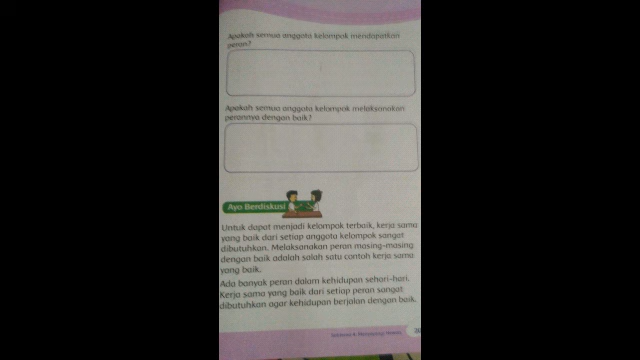 Apakah semua anggota kelompok mendapatkan
peran?
Apakah semua anggota kelompok melaksanakan
perannya dengan baik?
Ayo Berdiskusi
Untuk dapat menjadi kelompok terbaik, kerja sama
yang baik dari setiap anggota kelompok sangat
dibutuhkan. Melaksanakan peran masing-masing
dengan baik adalah salah satu contoh kerja sama
yang baik.
Ada banyak peran dalam kehidupan sehari-hari.
Kerja sama yang baik dari setiap peran sangat
dibutuhkan agar kehidupan berjalan dengan baik.